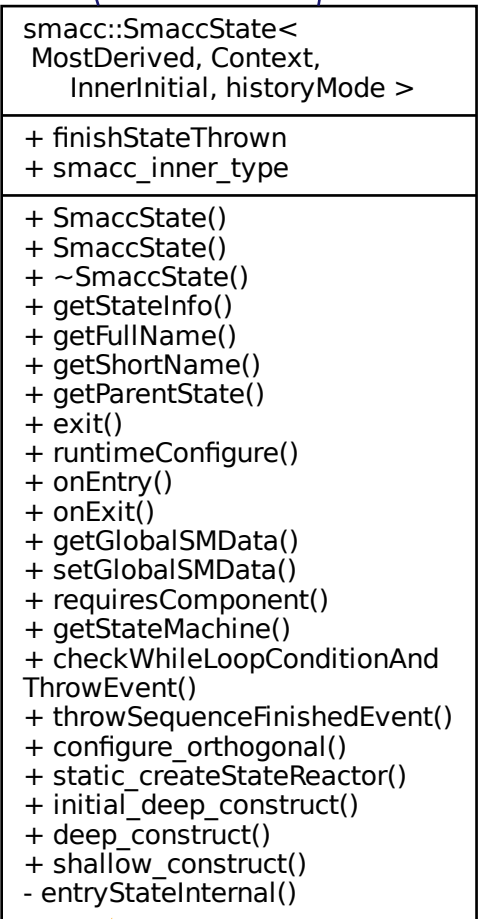 smacc::SmaccState<
MostDerived, Context,
InnerInitial, historyMode >
+ finishStateThrown
+ smacc_inner_type
+ SmaccState()
+ SmaccState()
+ ~SmaccState()
+ getStateInfo()
+ getFullName()
+ getShortName()
+ getParentState()
+ exit()
+ runtimeConfigure()
+ onEntry()
+ onExit()
+ getGlobalSMData()
+ setGlobalSMData()
+ requiresComponent()
+ getStateMachine()
+ checkWhileLoopConditionAnd
ThrowEvent()
+ throwSequenceFinishedEvent()
+ configure_orthogonal()
+ static_createStateReactor()
+ initial_deep_construct()
+ deep_construct()
+ shallow_construct()
- entryStateInternal()